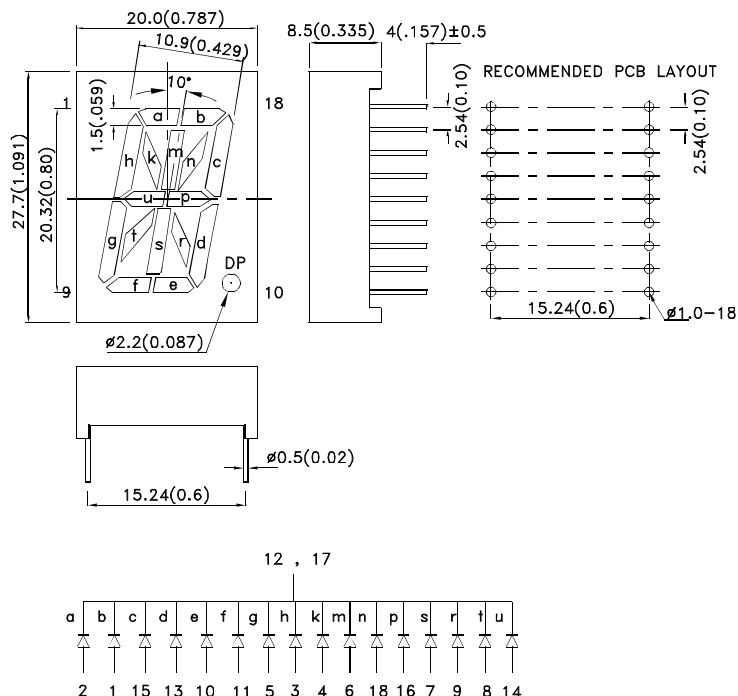 20.0(0.787)
10.9(0.429)
10°
8.5(0.335) 4(.157)±0.5
RECOMMENDED PCB LAYOUT
1 18
1.5(.059)
a b
k m n
h c
u p
g t s r d
f e
DP
9 10
27.7(1.091)
20.32(0.80)
2.54(0.10)
2.54(0.10)
15.24(0.6)
ø1.0-18
ø2.2(0.087)
ø0.5(0.02)
15.24(0.6)
12 , 17
a b c d e f g h k m n p s r t u
2 1 15 13 10 11 5 3 4 6 18 16 7 9 8 14